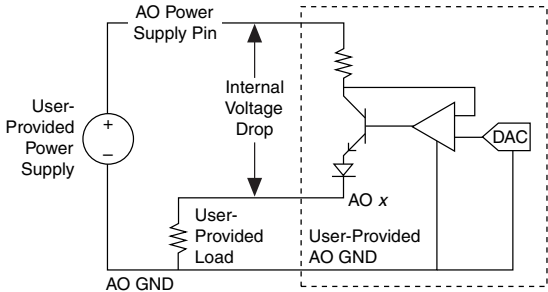 AO Power
Supply Pin
User-
Provided
Power
Supply
+
–
Internal
Voltage
Drop
DAC
AO x
User-
Provided
Load
User-Provided
AO GND
AO GND